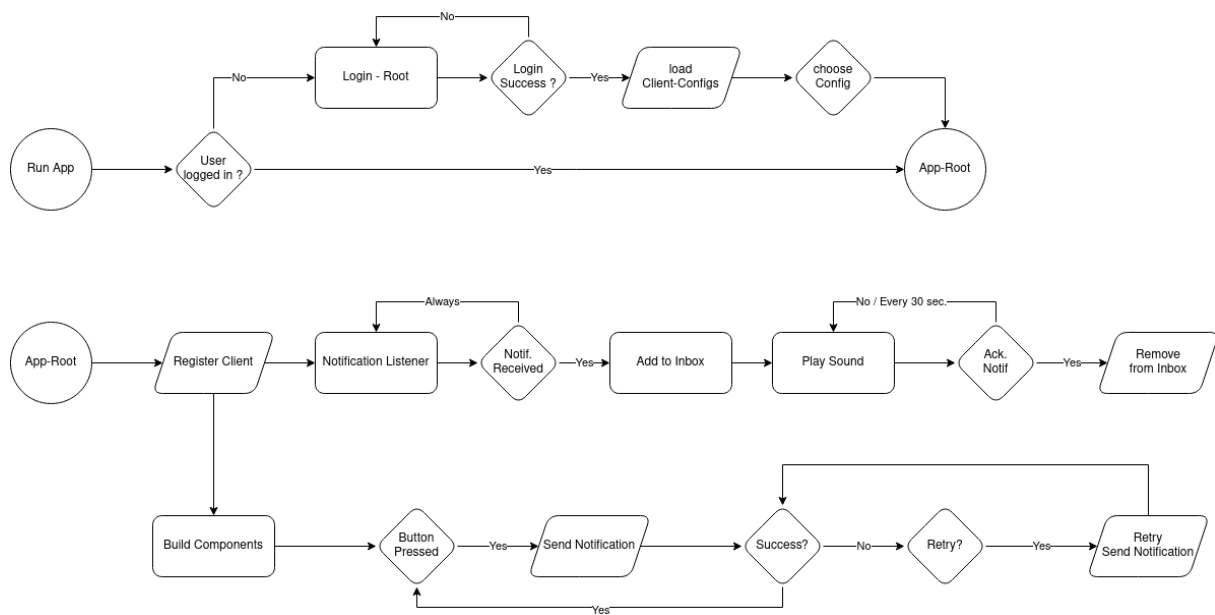 No
Login - Root
No
Login
Success ?
Yes
load
Client-Configs
choose
Config
Run App
User
logged in ?
Yes
App-Root
Always
No / Every 30 sec.
App-Root
Register Client
Notification Listener
Notif.
Received
Yes
Add to Inbox
Play Sound
Ack.
Notif
Yes
Remove
from Inbox
Build Components
Button
Pressed
Yes
Send Notification
Success?
No
Retry?
Yes
Retry
Send Notification
Yes